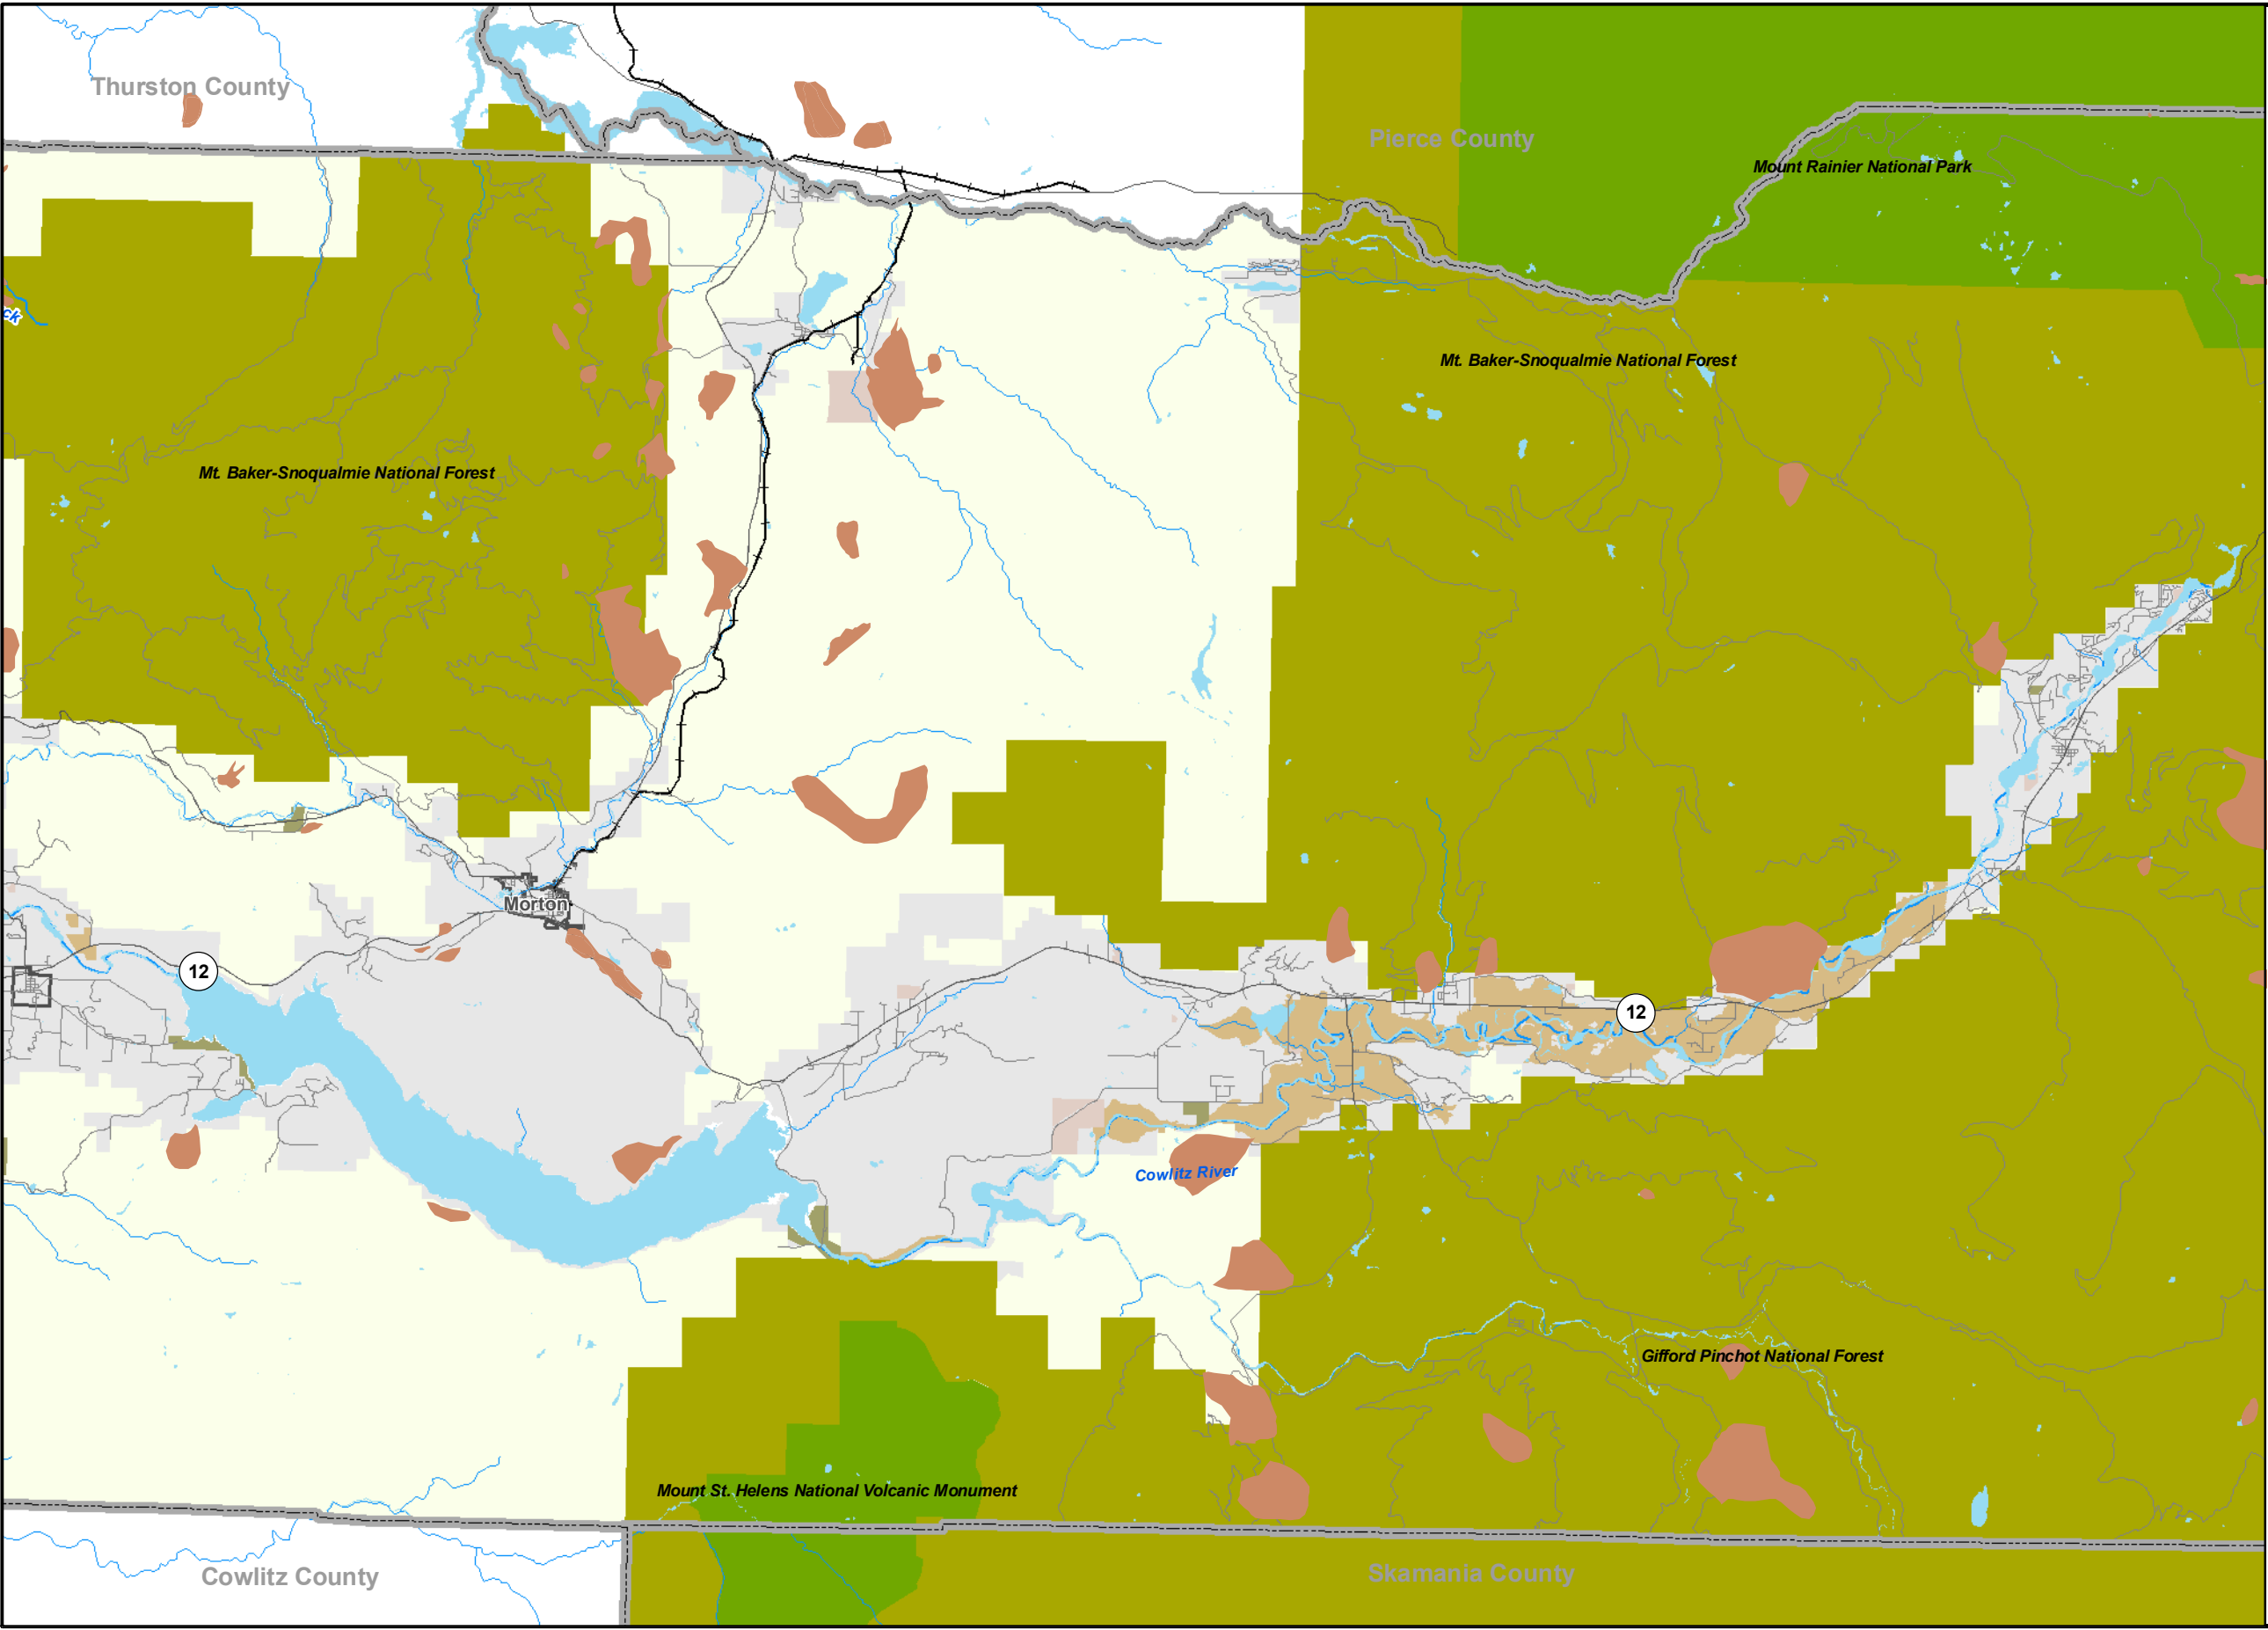 Thurston County
Pierce County
Mount Rainier National Park
ck
Mt. Baker-Snoqualmie National Forest
Mt. Baker-Snoqualmie National Forest
Morton
12
12
Cowlitz River
Gifford Pinchot National Forest
Mount St. Helens National Volcanic Monument
Cowlitz County
Skamania County